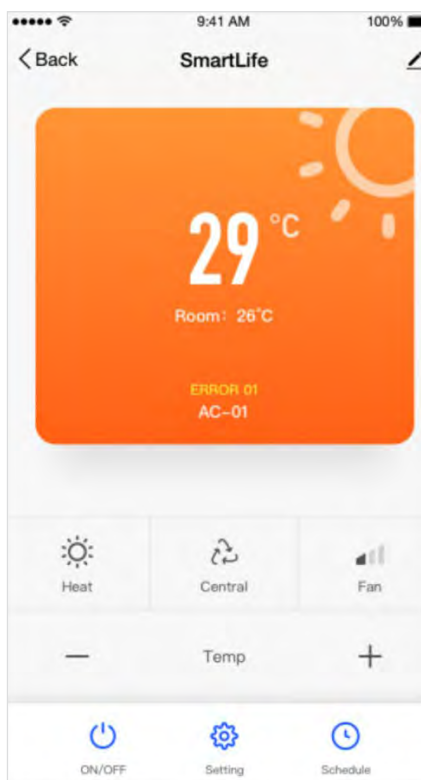 9:41 AM 100%
Back SmartLife
29 °C
Room: 26°C
ERROR 01
AC-01
Heat Central Fan
− Temp +
ON/OFF Setting Schedule